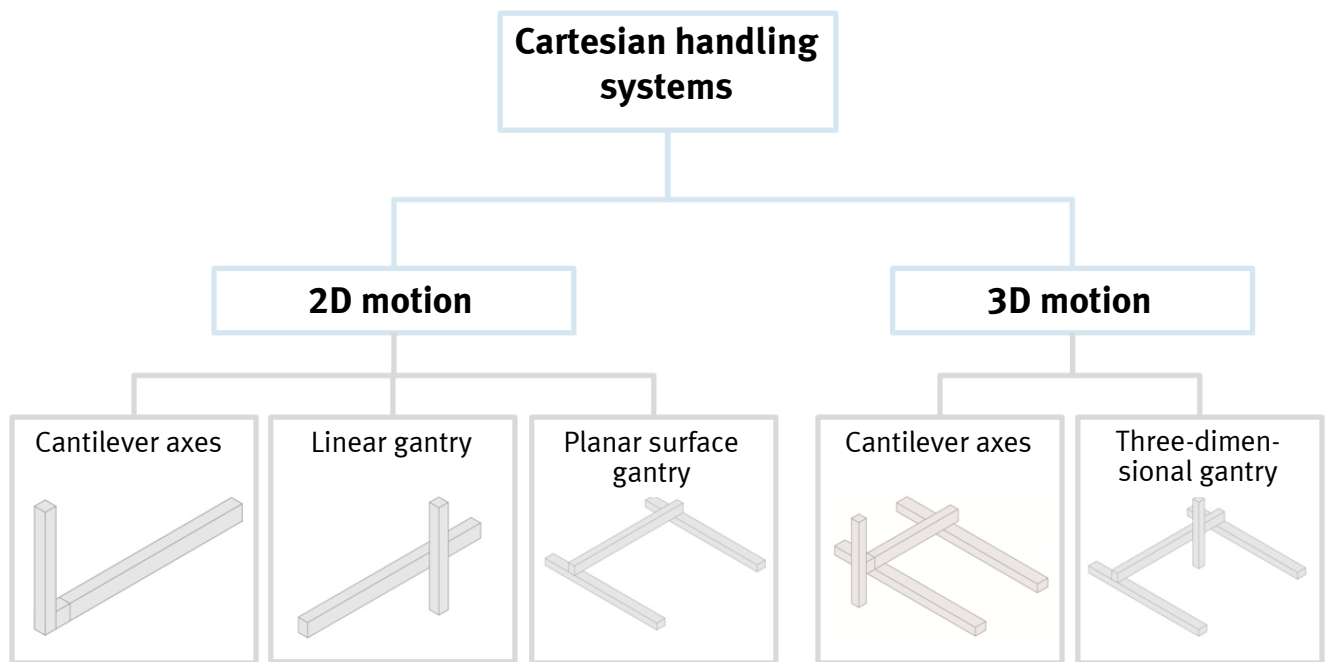 Cartesian handling
systems
2D motion
3D motion
Cantilever axes
Linear gantry
Planar surface
gantry
Cantilever axes
Three-dimen-
sional gantry